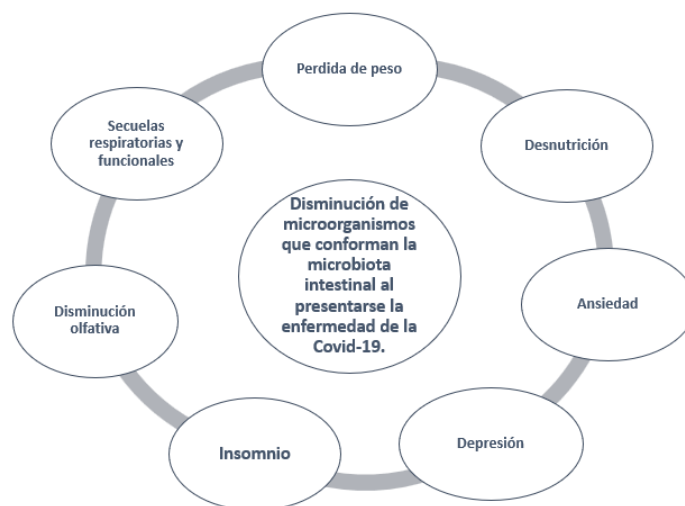 Perdida de peso
Desnutrición
Ansiedad
Depresión
Insomnio
Disminución
olfativa
Secuelas
respiratorias y
funcionales
Disminución de
microorganismos
que conforman la
microbiota
intestinal al
presentarse la
enfermedad de la
Covid-19.